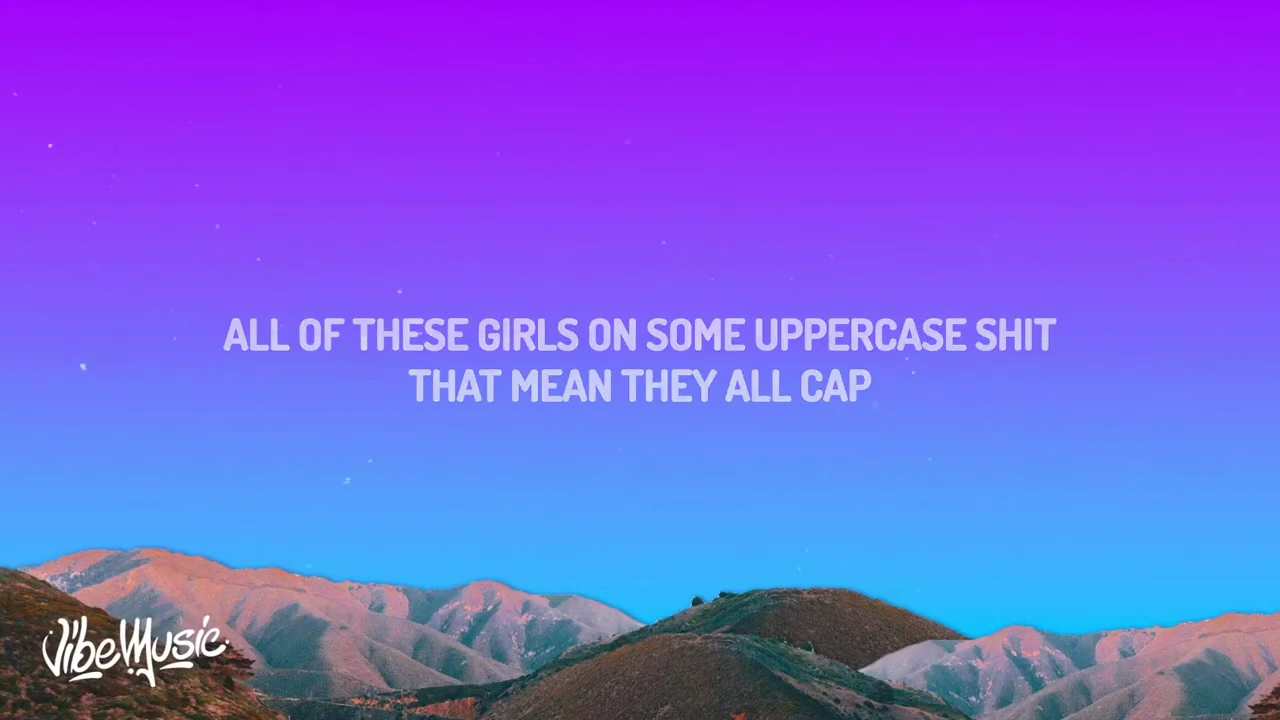 ALL OF THESE GIRLS ON SOME UPPERCASE SHIT
THAT MEAN THEY ALL CAP
VibeMusic